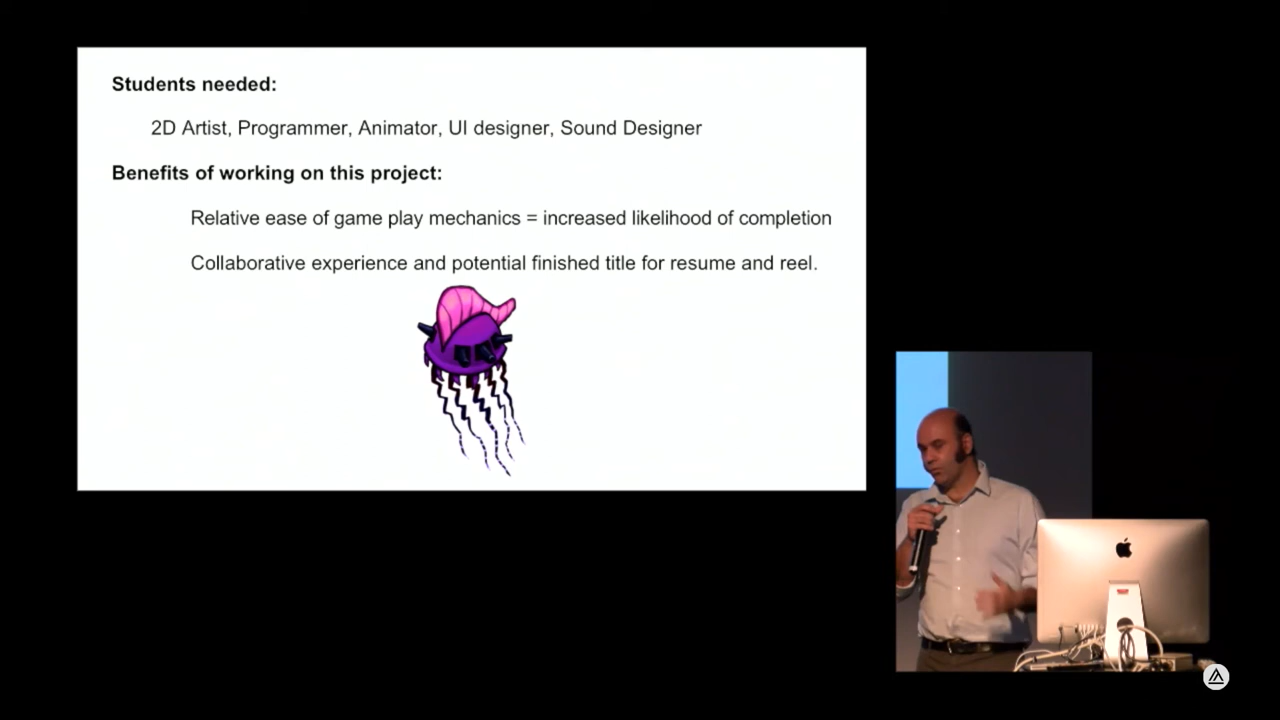 Students needed:
2D Artist, Programmer, Animator, UI designer, Sound Designer
Benefits of working on this project:
Relative ease of game play mechanics = increased likelihood of completion
Collaborative experience and potential finished title for resume and reel.